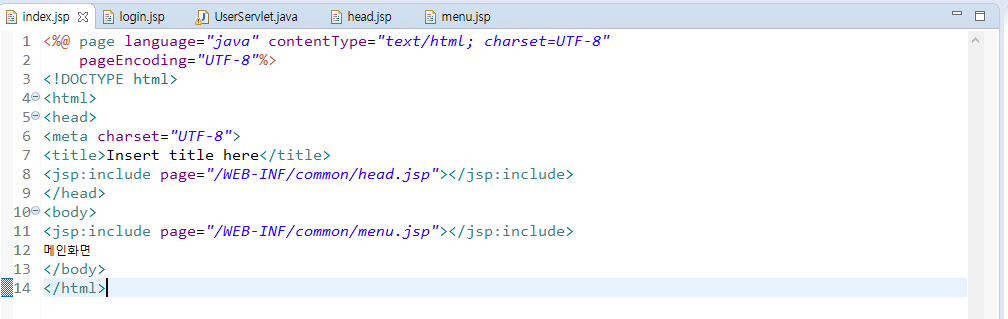 index.jsp login.jsp UserServlet.java head.jsp menu.jsp
1 <%@ page language="java" contentType="text/html; charset=UTF-8"
2     pageEncoding="UTF-8"%>
3 <!DOCTYPE html>
4 <html>
5 <head>
6 <meta charset="UTF-8">
7 <title>Insert title here</title>
8 <jsp:include page="/WEB-INF/common/head.jsp"></jsp:include>
9 </head>
10 <body>
11 <jsp:include page="/WEB-INF/common/menu.jsp"></jsp:include>
12 메인화면
13 </body>
14 </html>